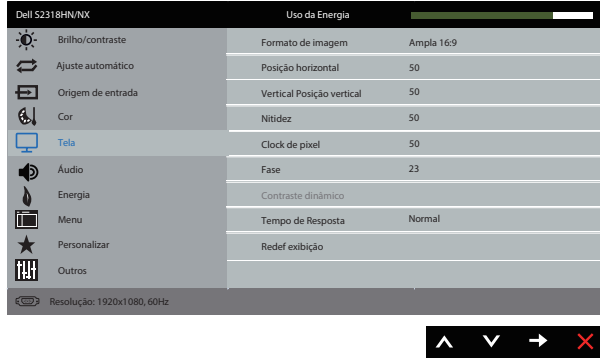 Dell S2318HN/NX
Uso da Energia
Brilho/contraste
Formato de imagem
Ampla 16:9
Ajuste automático
Posição horizontal
50
Origem de entrada
Vertical Posição vertical
50
Cor
Nitidez
50
Tela
Clock de pixel
50
Áudio
Fase
23
Energia
Contraste dinâmico
Menu
Tempo de Resposta
Normal
Personalizar
Redef exibição
Outros
Resolução: 1920x1080, 60Hz